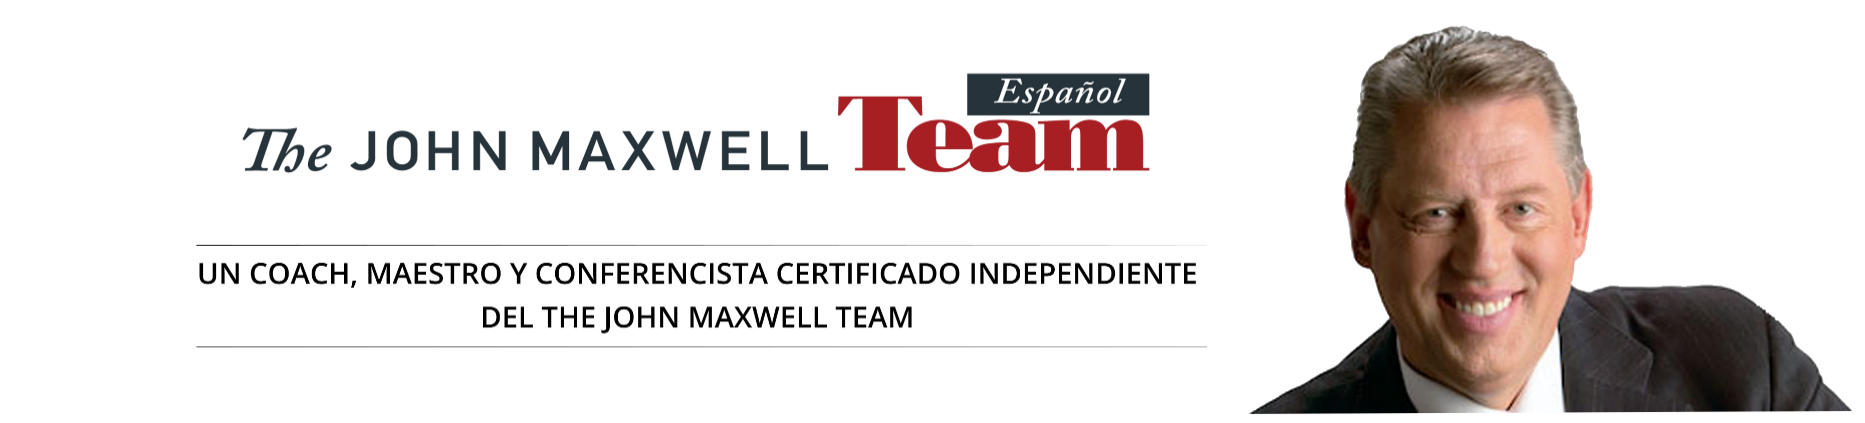 The JOHN MAXWELL Team Español
UN COACH, MAESTRO Y CONFERENCISTA CERTIFICADO INDEPENDIENTE
DEL THE JOHN MAXWELL TEAM